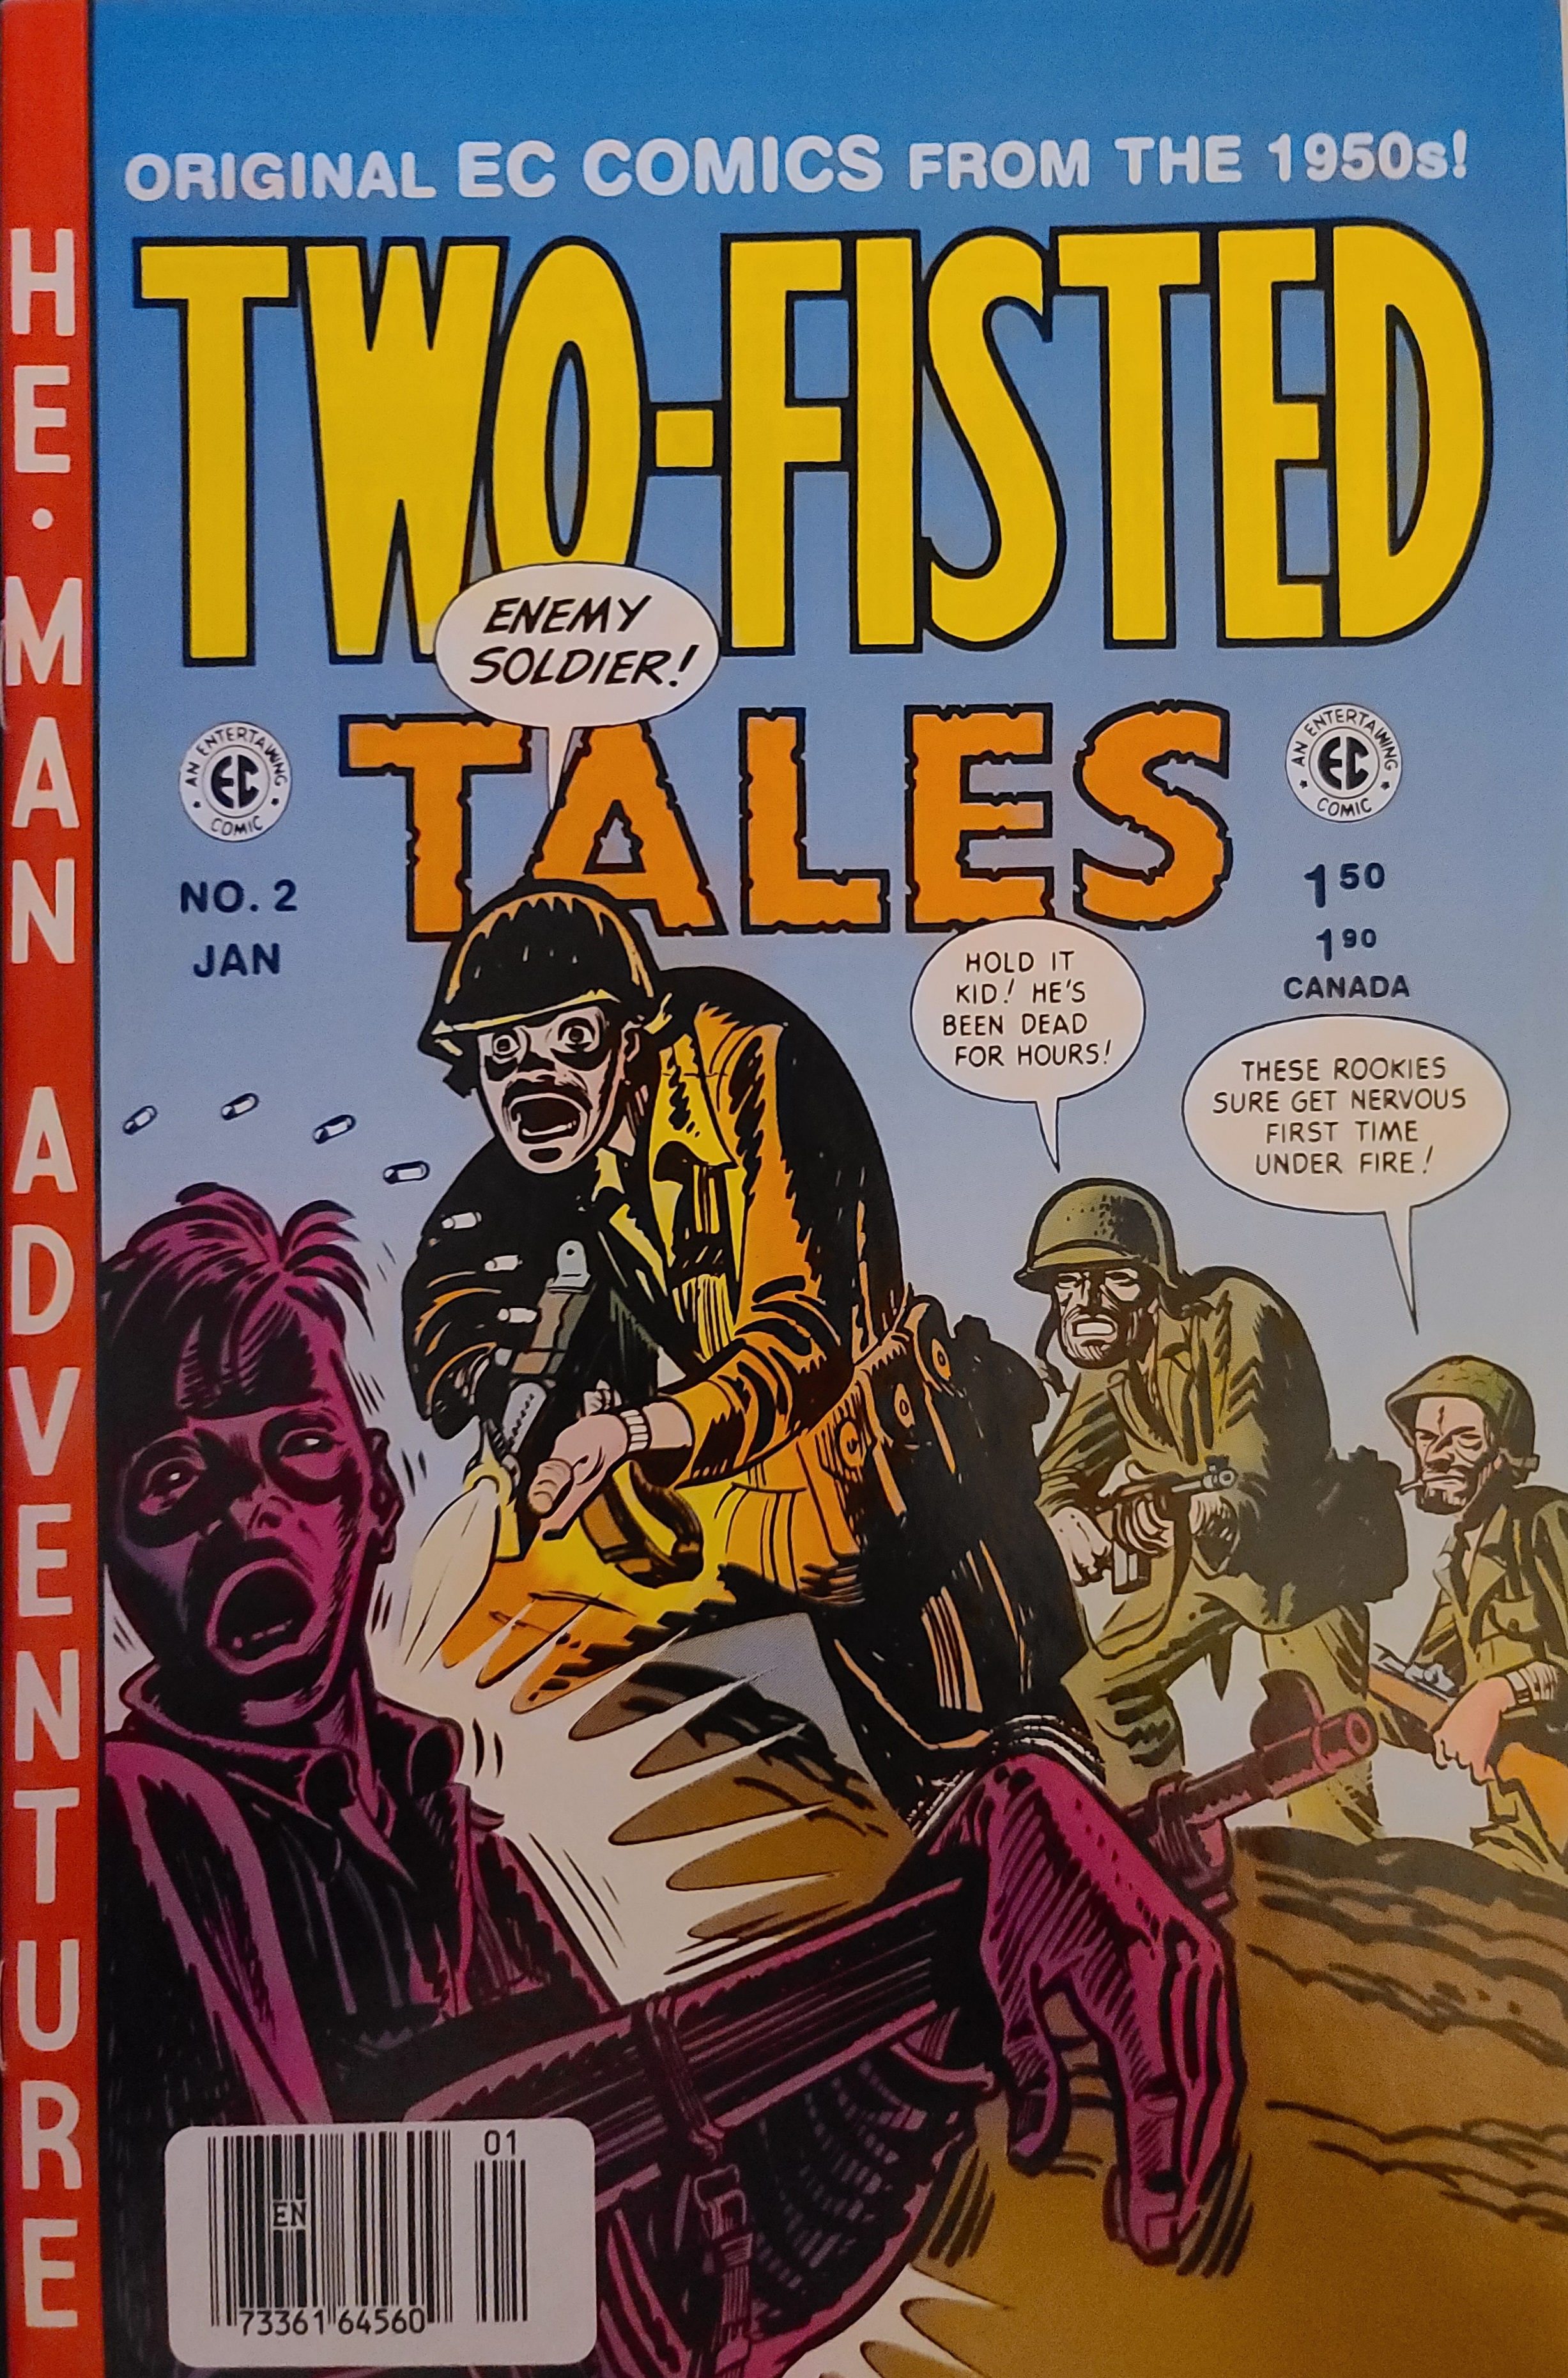 ORIGINAL EC COMICS FROM THE 1950s!
HE·MAN ADVENTURE
TWO-FISTED
TALES
ENEMY
SOLDIER!
AN ENTERTAINING
EC
COMIC
AN ENTERTAINING
EC
COMIC
NO. 2
JAN
1 50
1 90
CANADA
HOLD IT
KID! HE'S
BEEN DEAD
FOR HOURS!
THESE ROOKIES
SURE GET NERVOUS
FIRST TIME
UNDER FIRE!
01
EN
73361 64560